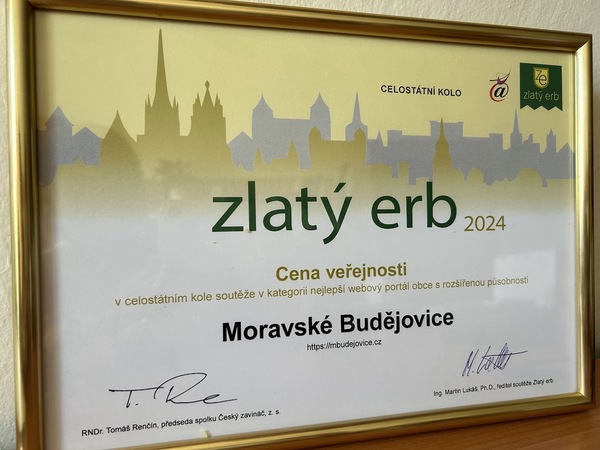 CELOSTÁTNÍ KOLO
@
Ze
zlatý erb
zlatý erb 2024
Cena veřejnosti
v celostátním kole soutěže v kategorii nejlepší webový portál obce s rozšířenou působností
Moravské Budějovice
https://mbudejovice.cz
RNDr. Tomáš Renčín, předseda spolku Český zavináč, z. s.
Ing. Martin Lukáš, Ph.D., ředitel soutěže Zlatý erb